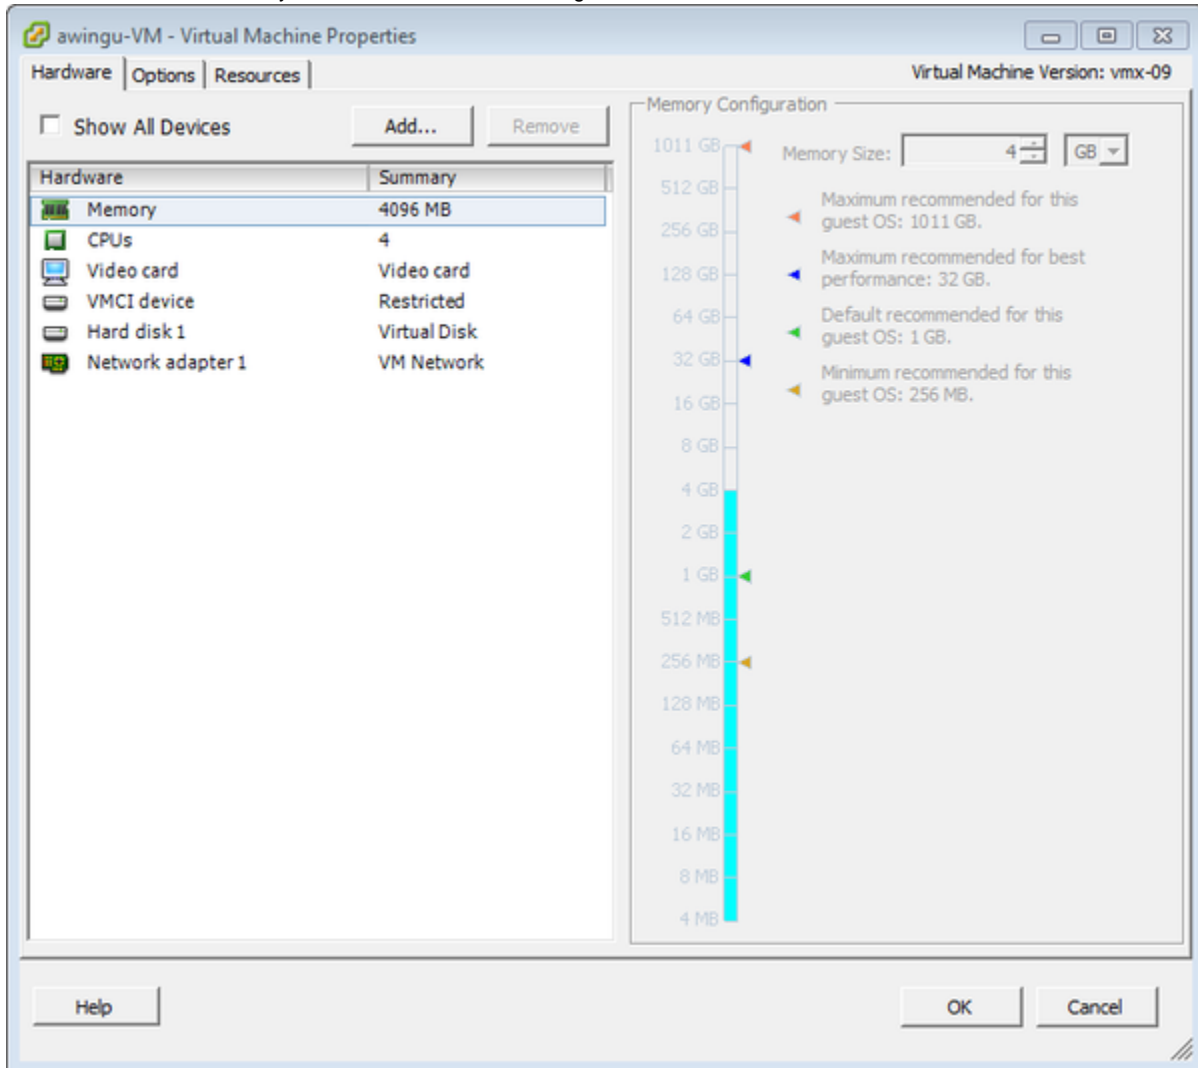 awingu-VM - Virtual Machine Properties
Hardware Options Resources
Virtual Machine Version: vmx-09
Show All Devices
Add...
Remove
Hardware Summary
Memory 4096 MB
CPUs 4
Video card Video card
VMCI device Restricted
Hard disk 1 Virtual Disk
Network adapter 1 VM Network
Memory Configuration
1011 GB
512 GB
256 GB
128 GB
64 GB
32 GB
16 GB
8 GB
4 GB
2 GB
1 GB
512 MB
256 MB
128 MB
64 MB
32 MB
16 MB
8 MB
4 MB
Memory Size: 4 GB
Maximum recommended for this
guest OS: 1011 GB.
Maximum recommended for best
performance: 32 GB.
Default recommended for this
guest OS: 1 GB.
Minimum recommended for this
guest OS: 256 MB.
Help
OK
Cancel